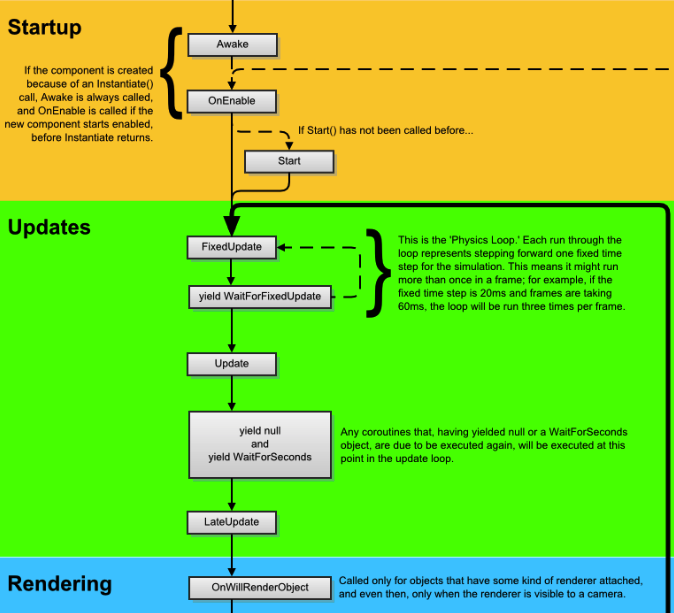 Startup
Awake
If the component is created
because of an Instantiate()
call, Awake is always called,
and OnEnable is called if the
new component starts enabled,
before Instantiate returns.
OnEnable
If Start() has not been called before...
Start
Updates
FixedUpdate
This is the 'Physics Loop.' Each run through the
loop represents stepping forward one fixed time
step for the simulation. This means it might run
more than once in a frame; for example, if the
fixed time step is 20ms and frames are taking
60ms, the loop will be run three times per frame.
yield WaitForFixedUpdate
Update
yield null
and
yield WaitForSeconds
Any coroutines that, having yielded null or a WaitForSeconds
object, are due to be executed again, will be executed at this
point in the update loop.
LateUpdate
Rendering
OnWillRenderObject
Called only for objects that have some kind of renderer attached,
and even then, only when the renderer is visible to a camera.